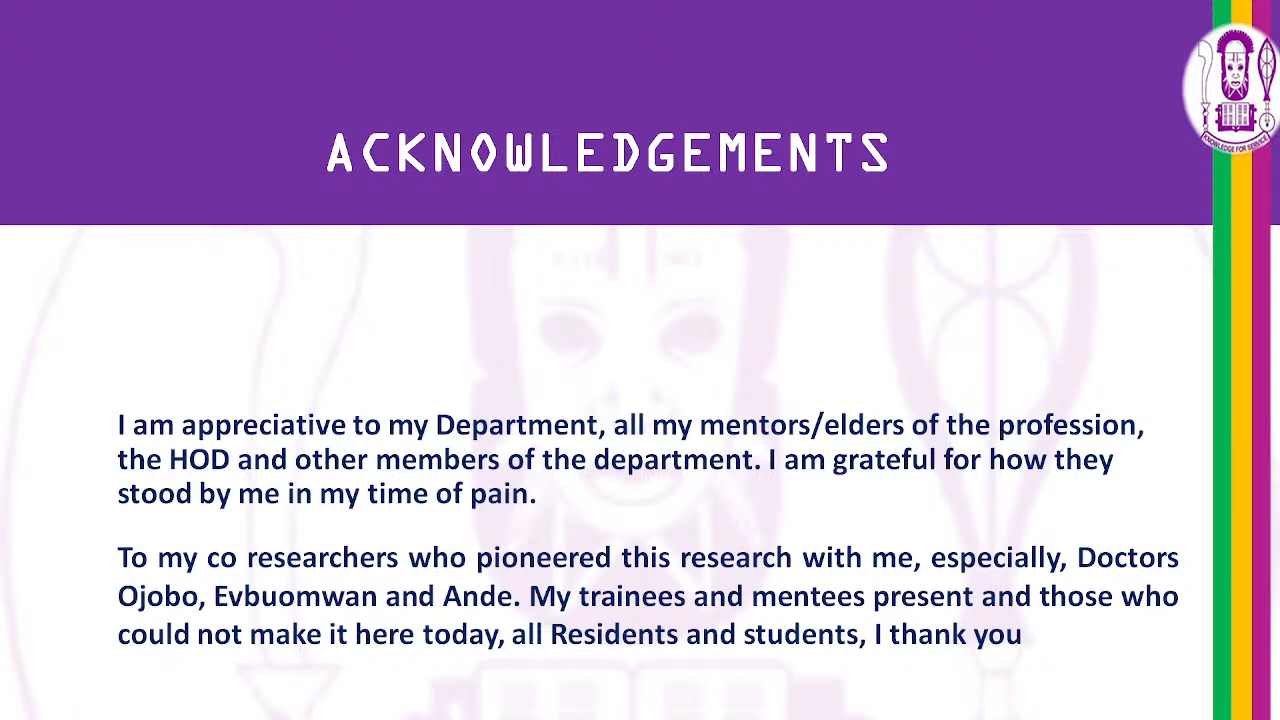 ACKNOWLEDGEMENTS
KNOWLEDGE FOR SERVICE
I am appreciative to my Department, all my mentors/elders of the profession,
the HOD and other members of the department. I am grateful for how they
stood by me in my time of pain.
To my co researchers who pioneered this research with me, especially, Doctors
Ojobo, Evbuomwan and Ande. My trainees and mentees present and those who
could not make it here today, all Residents and students, I thank you